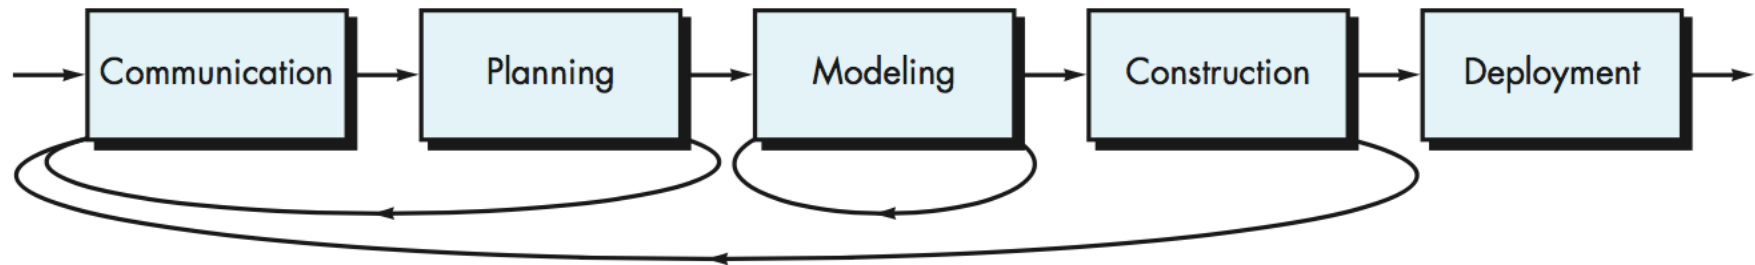 Communication
Planning
Modeling
Construction
Deployment